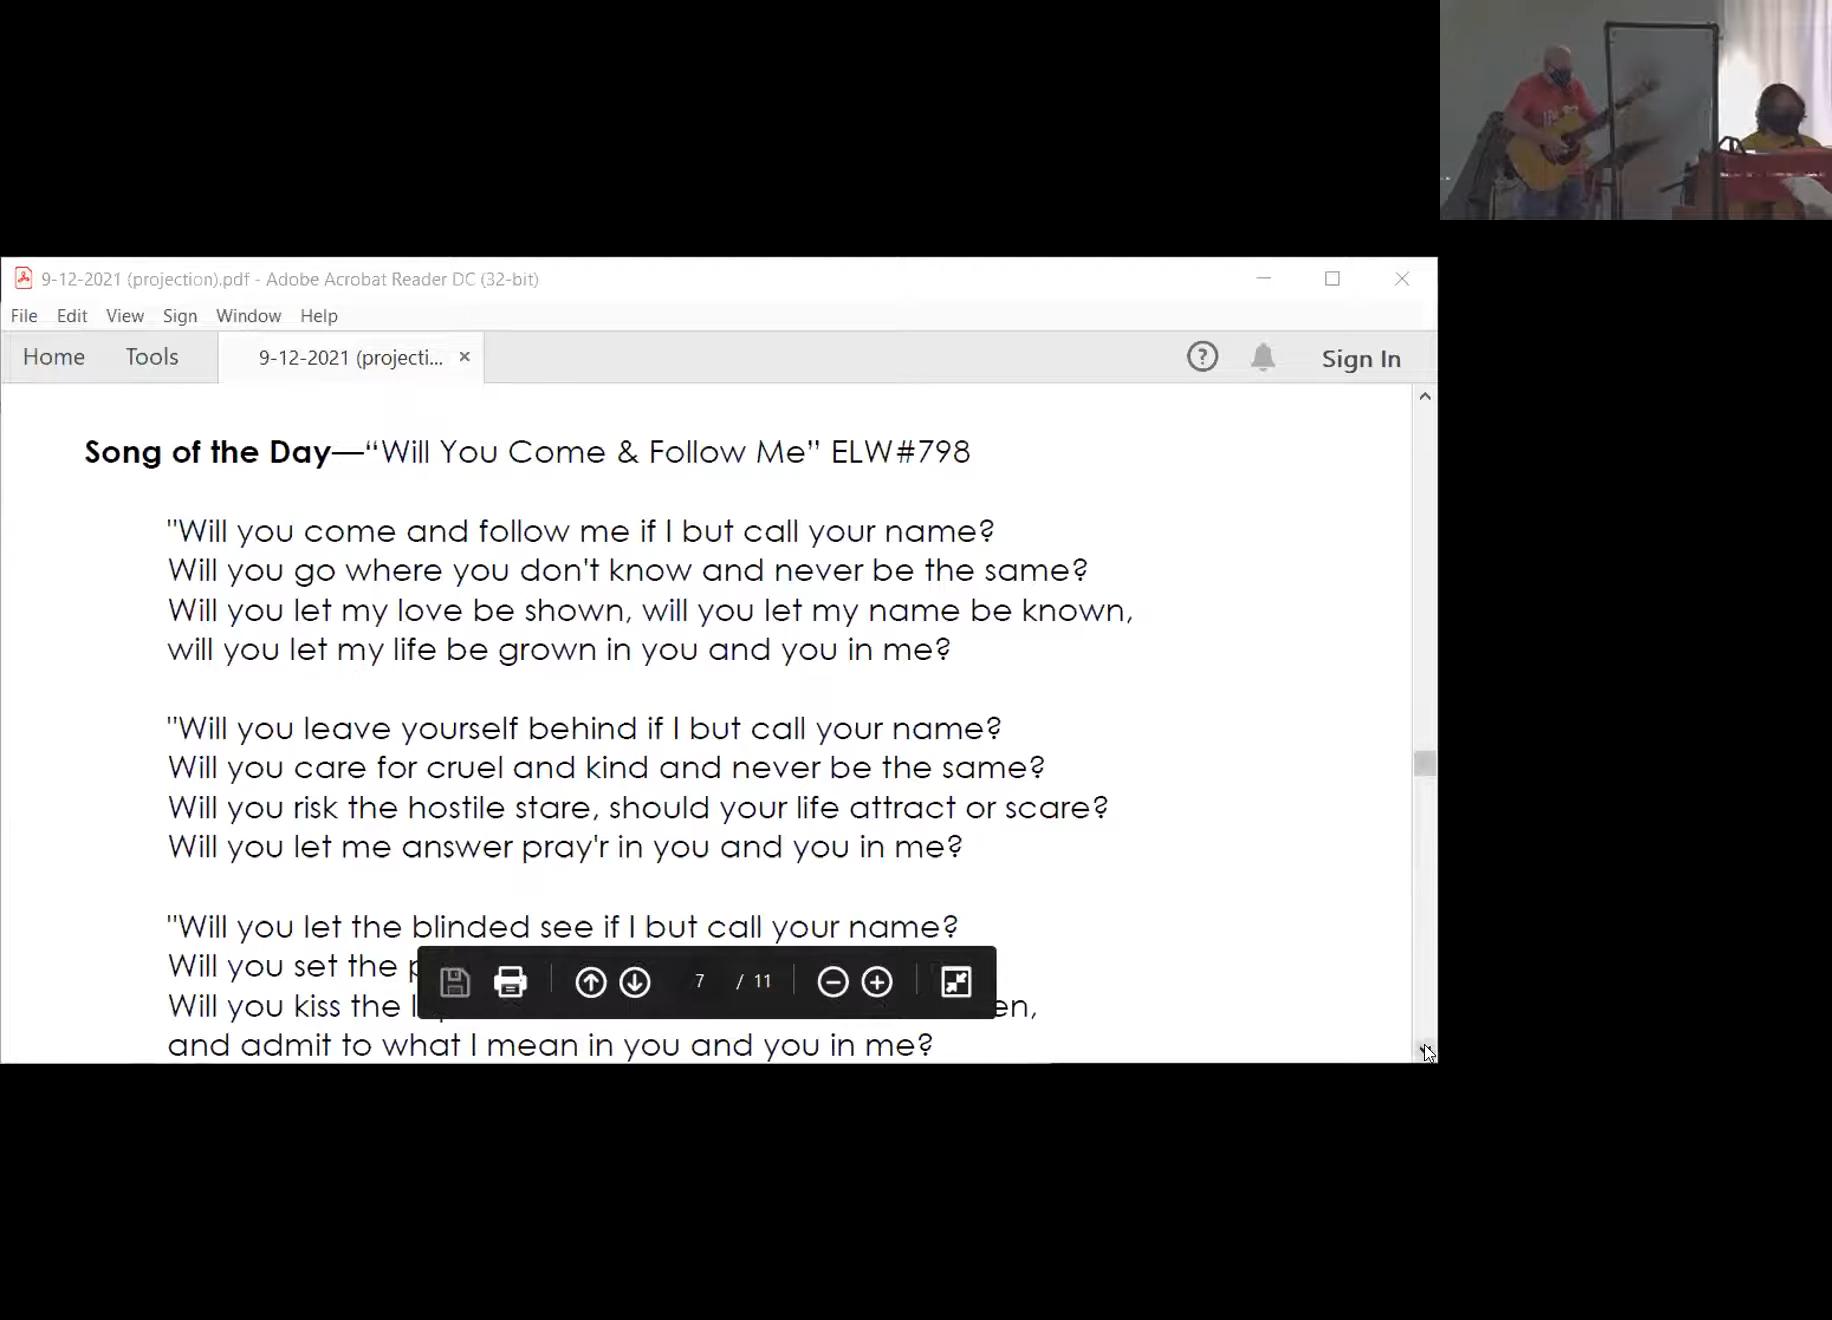 9-12-2021 (projection).pdf - Adobe Acrobat Reader DC (32-bit)
File Edit View Sign Window Help
Home Tools 9-12-2021 (projecti... Sign In
Song of the Day—“Will You Come & Follow Me” ELW#798
"Will you come and follow me if I but call your name?
Will you go where you don't know and never be the same?
Will you let my love be shown, will you let my name be known,
will you let my life be grown in you and you in me?
"Will you leave yourself behind if I but call your name?
Will you care for cruel and kind and never be the same?
Will you risk the hostile stare, should your life attract or scare?
Will you let me answer pray'r in you and you in me?
"Will you let the blinded see if I but call your name?
Will you set the
7 / 11
Will you kiss the
and admit to what I mean in you and you in me?